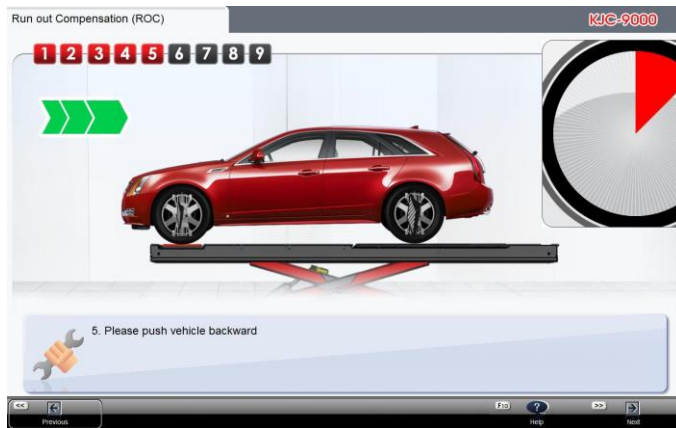 Run out Compensation (ROC)
KJC-9000
1 2 3 4 5 6 7 8 9
5. Please push vehicle backward
<<
Previous
F10
?
Help
>>
Next